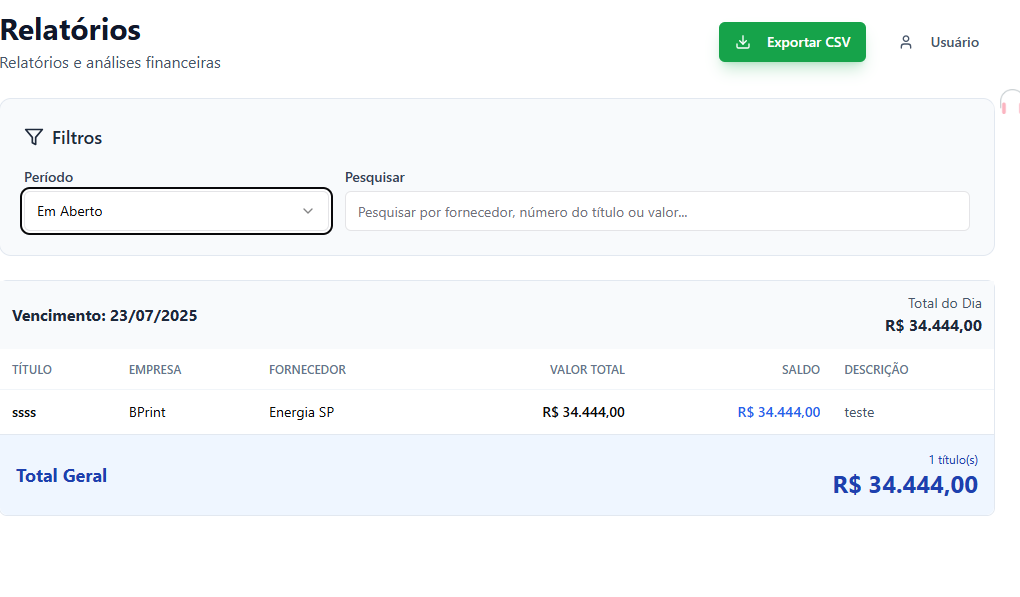 Relatórios
Relatórios e análises financeiras
Exportar CSV
Usuário
Filtros
Período
Pesquisar
Em Aberto
Pesquisar por fornecedor, número do título ou valor...
Vencimento: 23/07/2025
Total do Dia
R$ 34.444,00
TÍTULO EMPRESA FORNECEDOR VALOR TOTAL SALDO DESCRIÇÃO
ssss BPrint Energia SP R$ 34.444,00 R$ 34.444,00 teste
Total Geral
1 título(s)
R$ 34.444,00